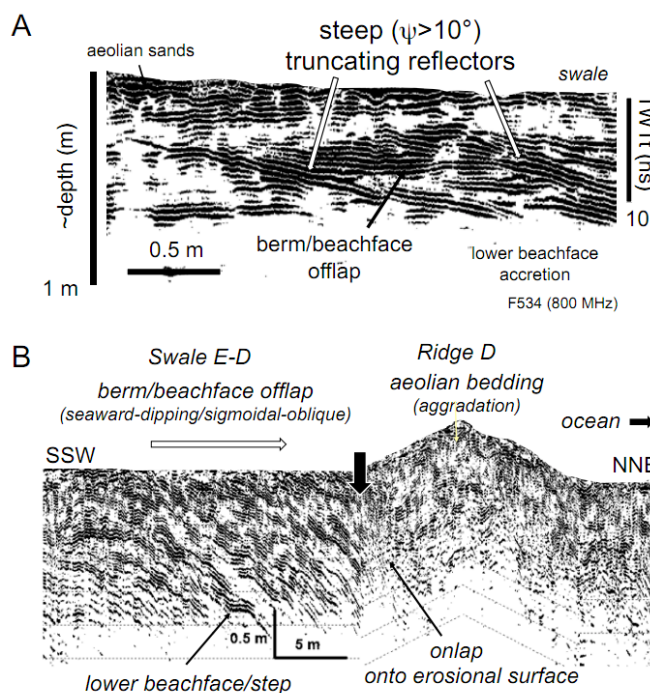 A
steep (ψ>10°)
truncating reflectors
aeolian sands
swale
~depth (m)
TWTT (ns)
10
0.5 m
berm/beachface
offlap
lower beachface
accretion
1 m
F534 (800 MHz)
B
Swale E-D
Ridge D
berm/beachface offlap
(seaward-dipping/sigmoidal-oblique)
aeolian bedding
(aggradation)
ocean
SSW
NNE
0.5 m
5 m
onlap
onto erosional surface
lower beachface/step